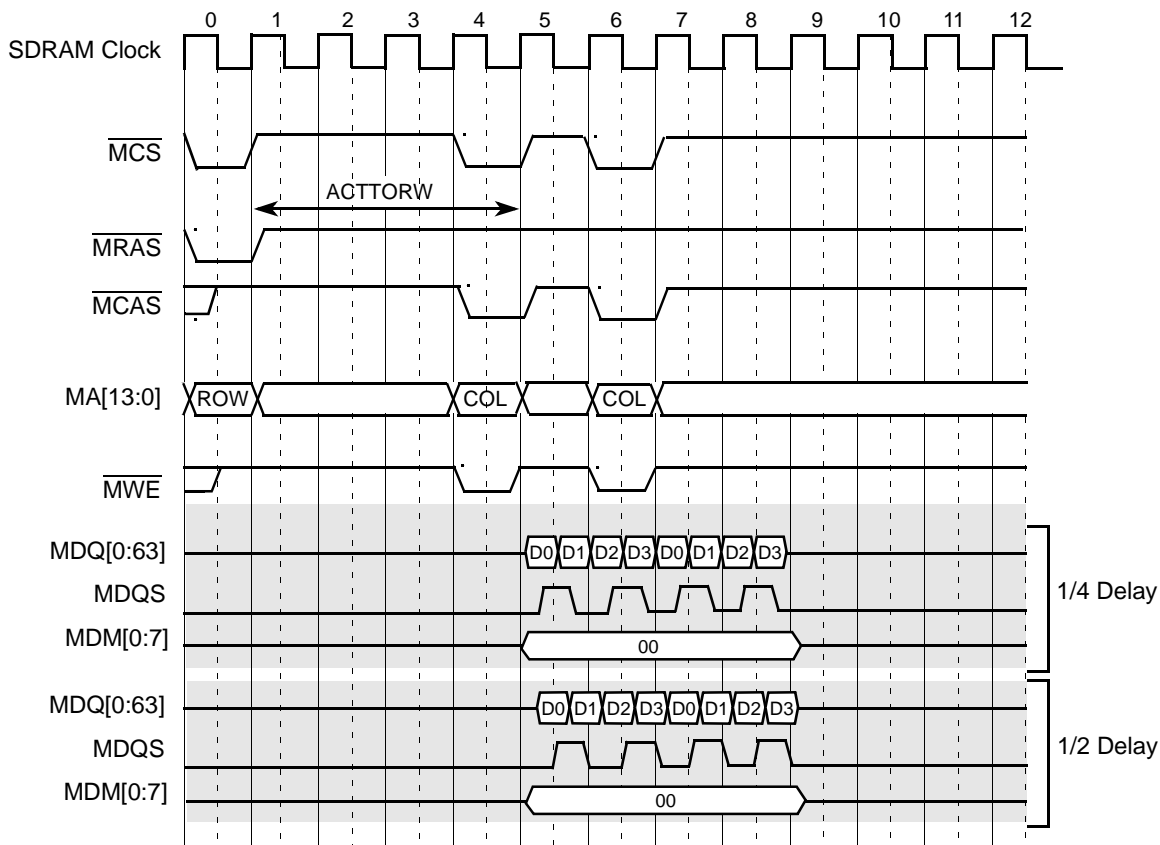 0 1 2 3 4 5 6 7 8 9 10 11 12
SDRAM Clock
MCS
ACTTORW
MRAS
MCAS
MA[13:0] ROW COL COL
MWE
MDQ[0:63] D0 D1 D2 D3 D0 D1 D2 D3
MDQS
1/4 Delay
MDM[0:7] 00
MDQ[0:63] D0 D1 D2 D3 D0 D1 D2 D3
MDQS
1/2 Delay
MDM[0:7] 00